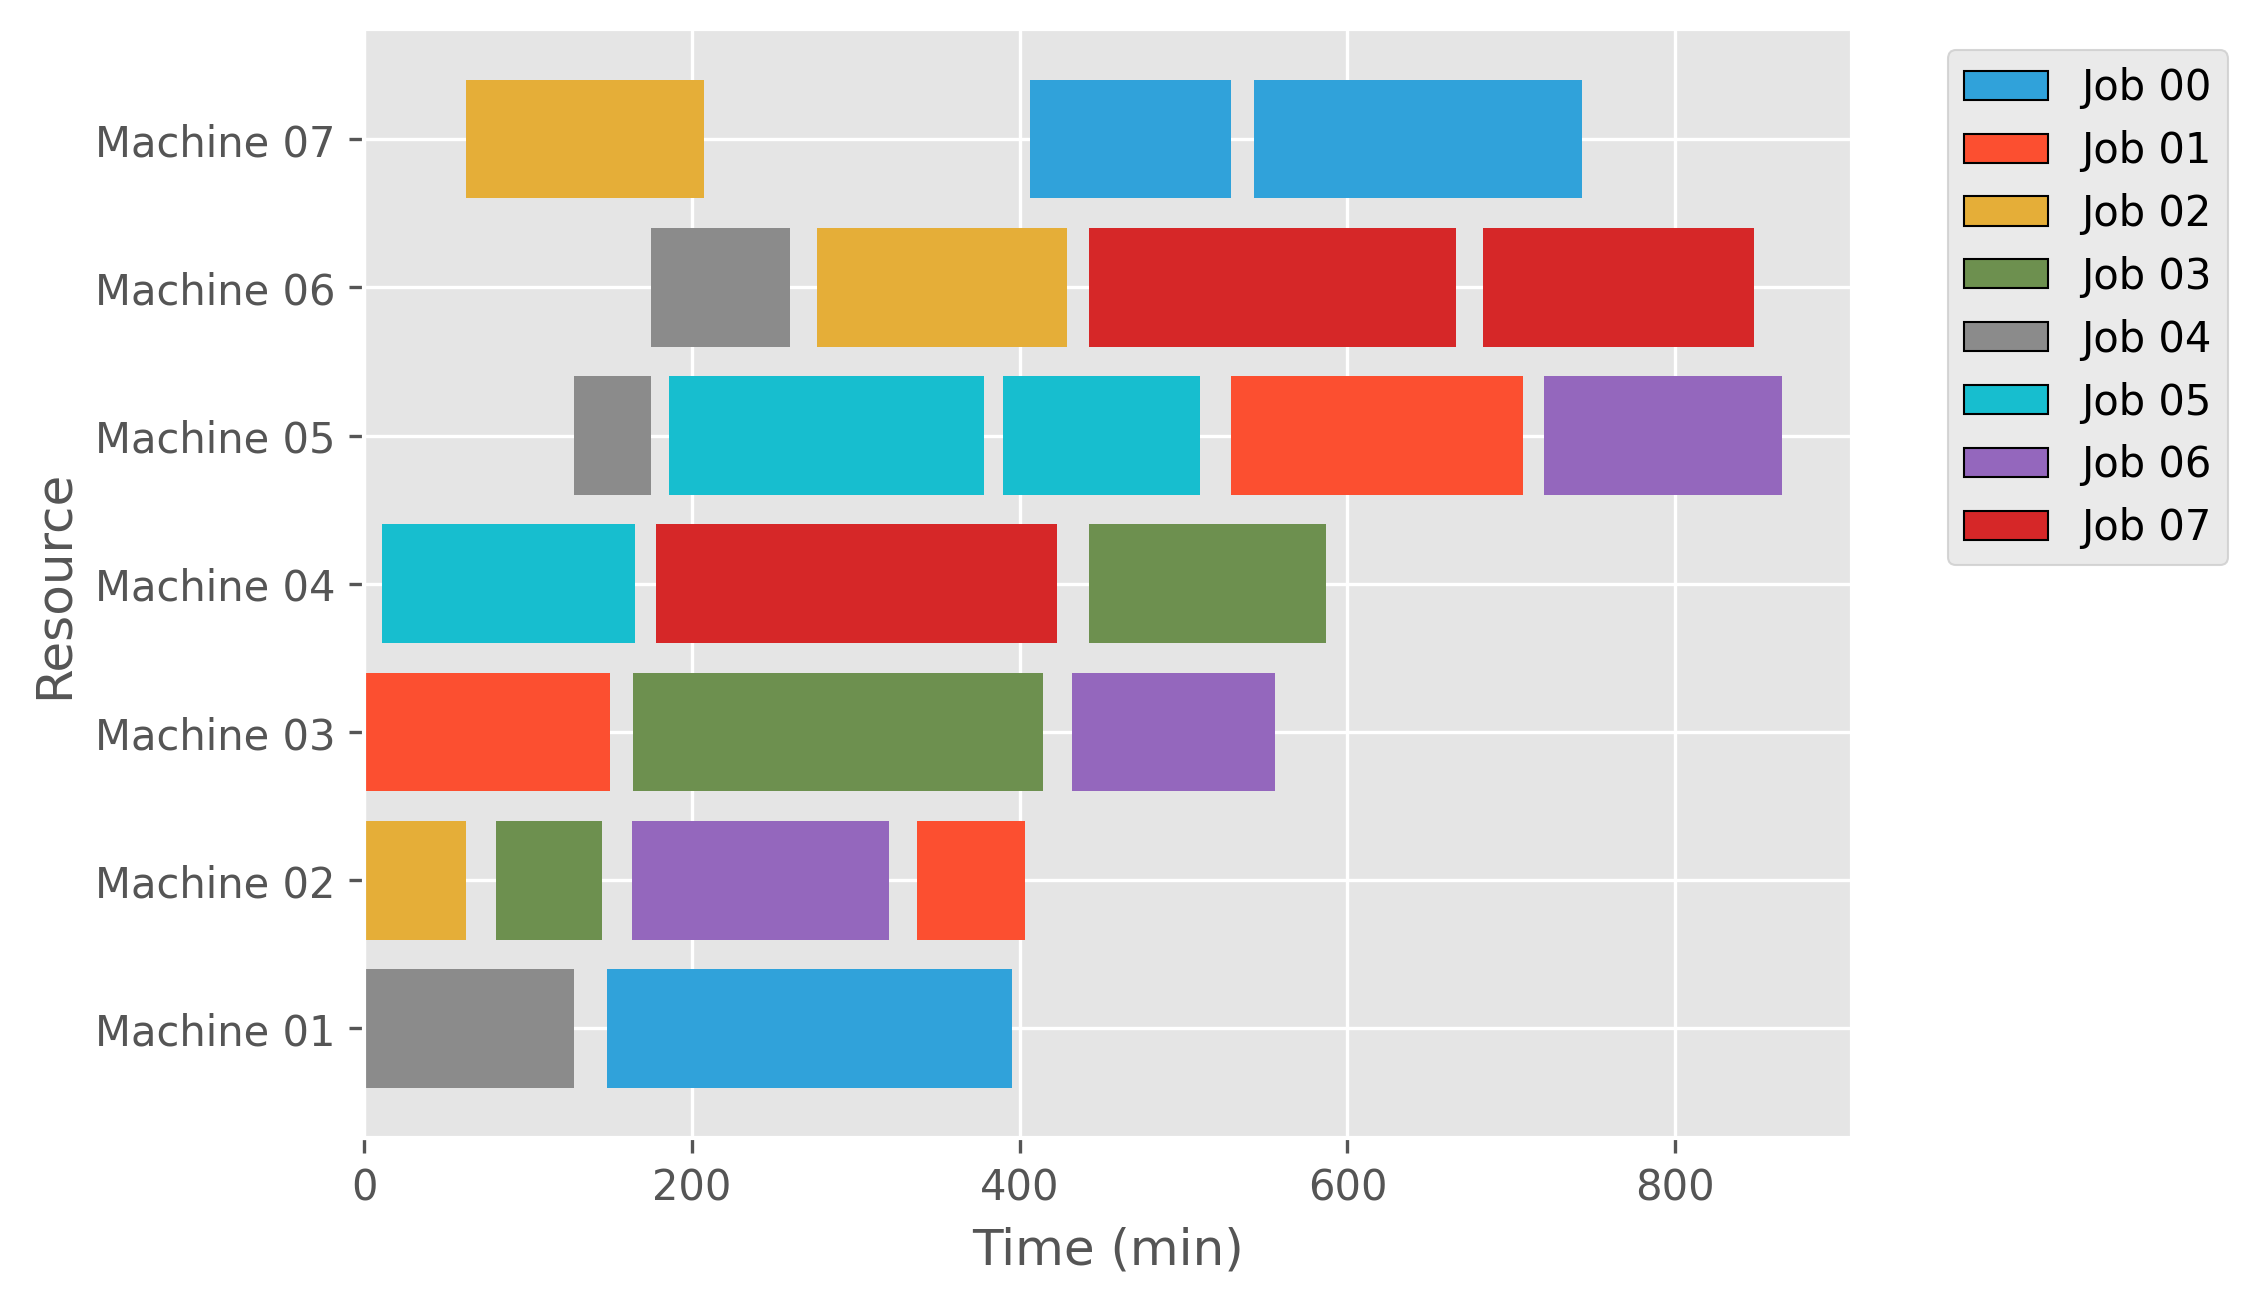 Machine 07
Machine 06
Machine 05
Machine 04
Machine 03
Machine 02
Machine 01
Resource
0
200
400
600
800
Time (min)
Job 00
Job 01
Job 02
Job 03
Job 04
Job 05
Job 06
Job 07